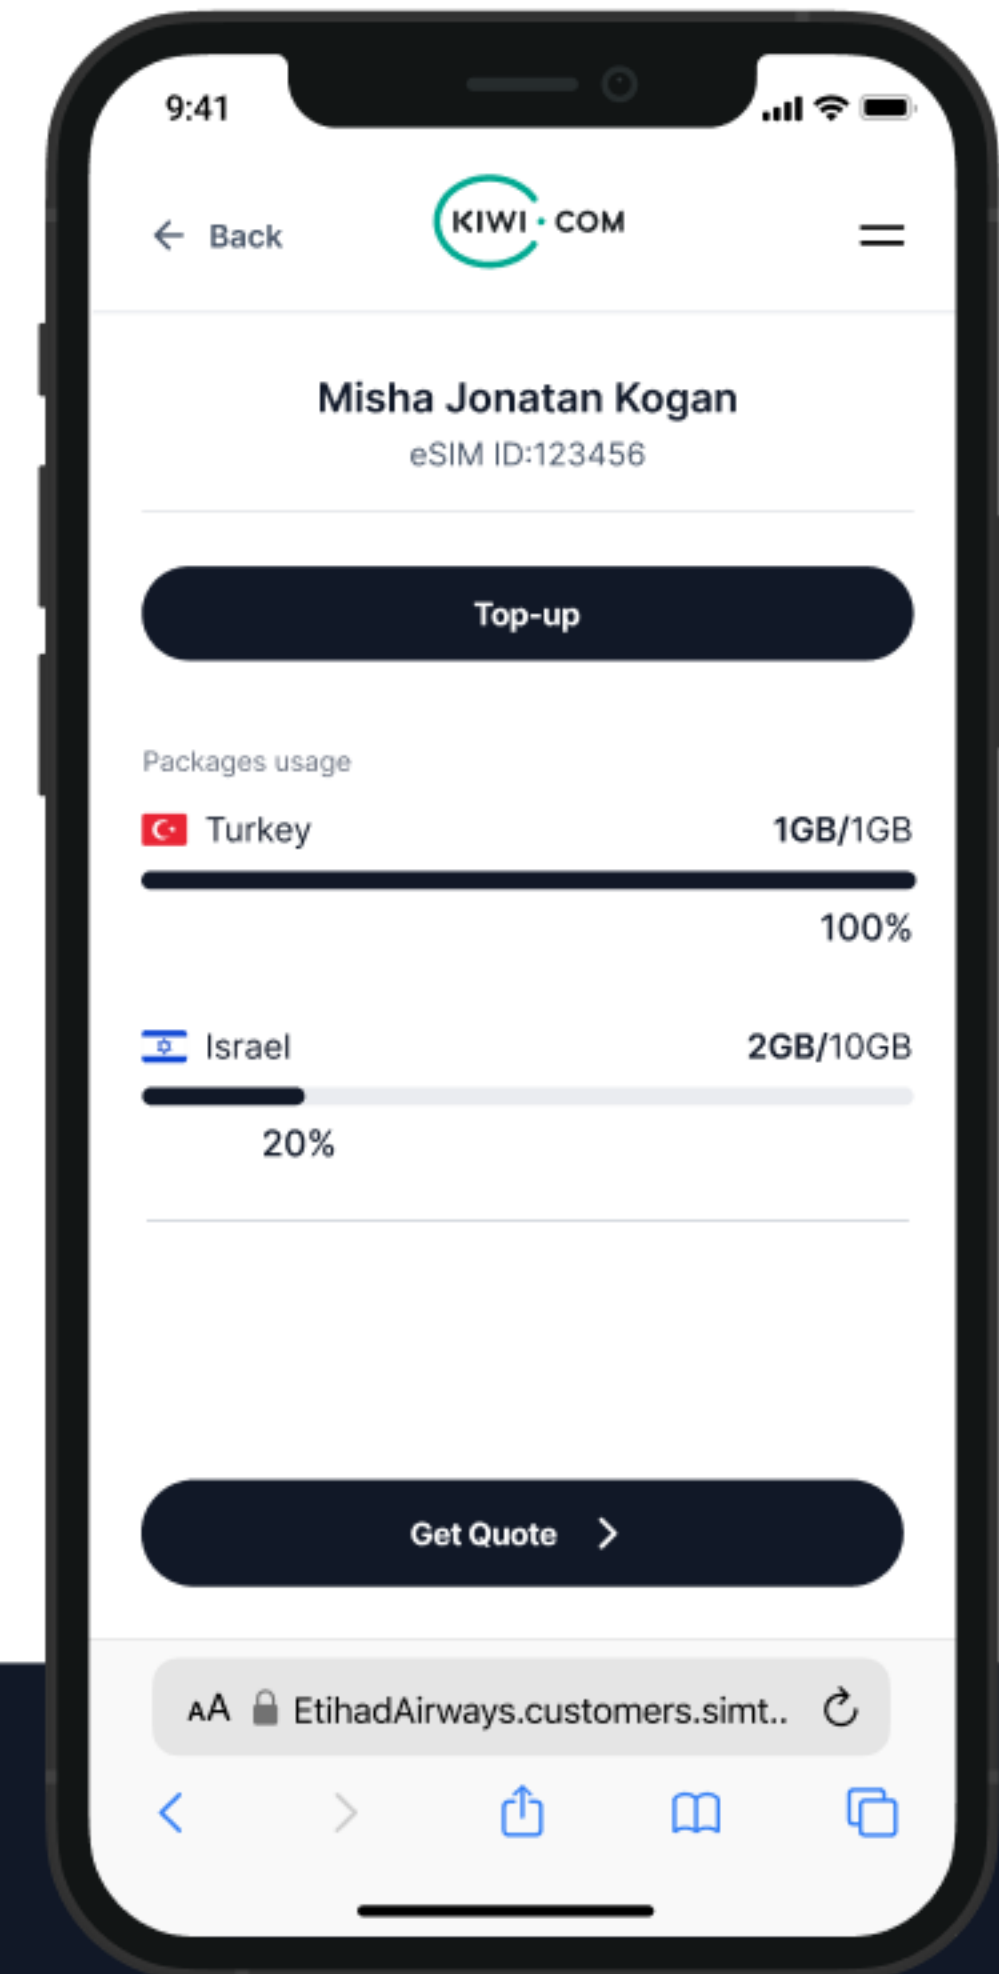 9:41
Back
KIWI·COM
Misha Jonatan Kogan
eSIM ID:123456
Top-up
Packages usage
Turkey 1GB/1GB
100%
Israel 2GB/10GB
20%
Get Quote
AA EtihadAirways.customers.simt..